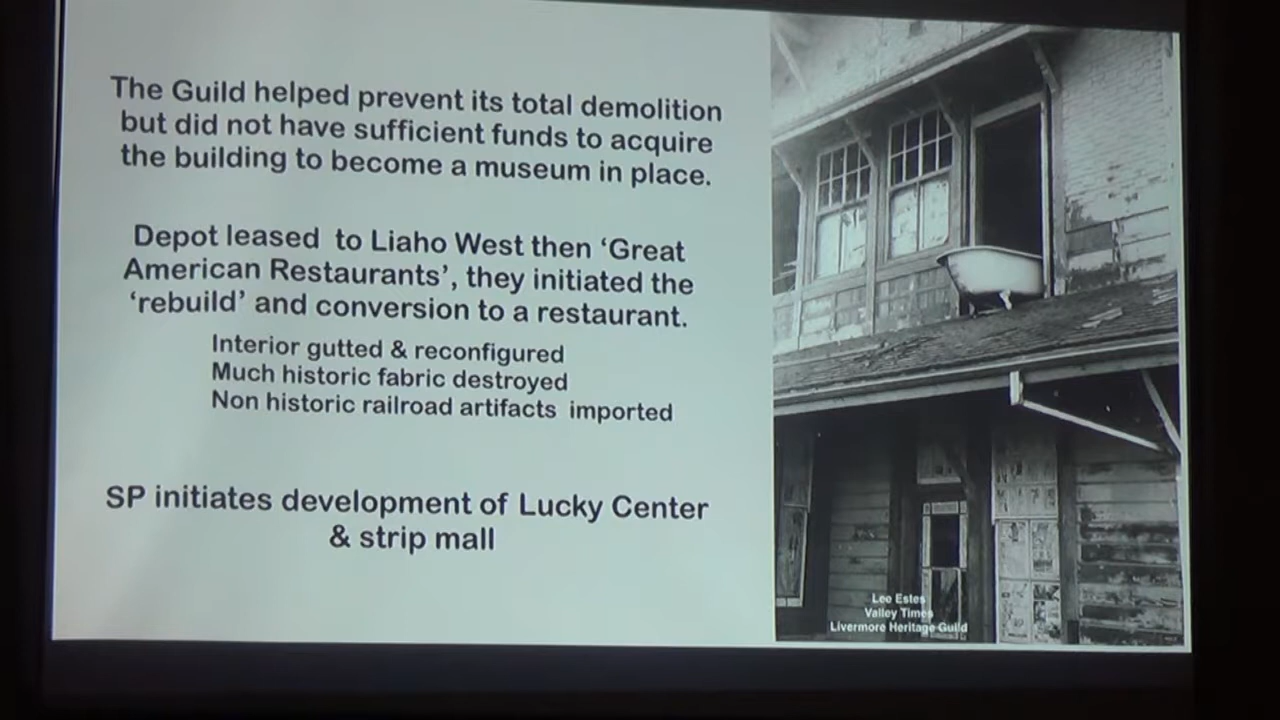 The Guild helped prevent its total demolition
but did not have sufficient funds to acquire
the building to become a museum in place.
Depot leased to Liaho West then ‘Great
American Restaurants’, they initiated the
‘rebuild’ and conversion to a restaurant.
Interior gutted & reconfigured
Much historic fabric destroyed
Non historic railroad artifacts imported
SP initiates development of Lucky Center
& strip mall
Lee Estes
Valley Times
Livermore Heritage Guild